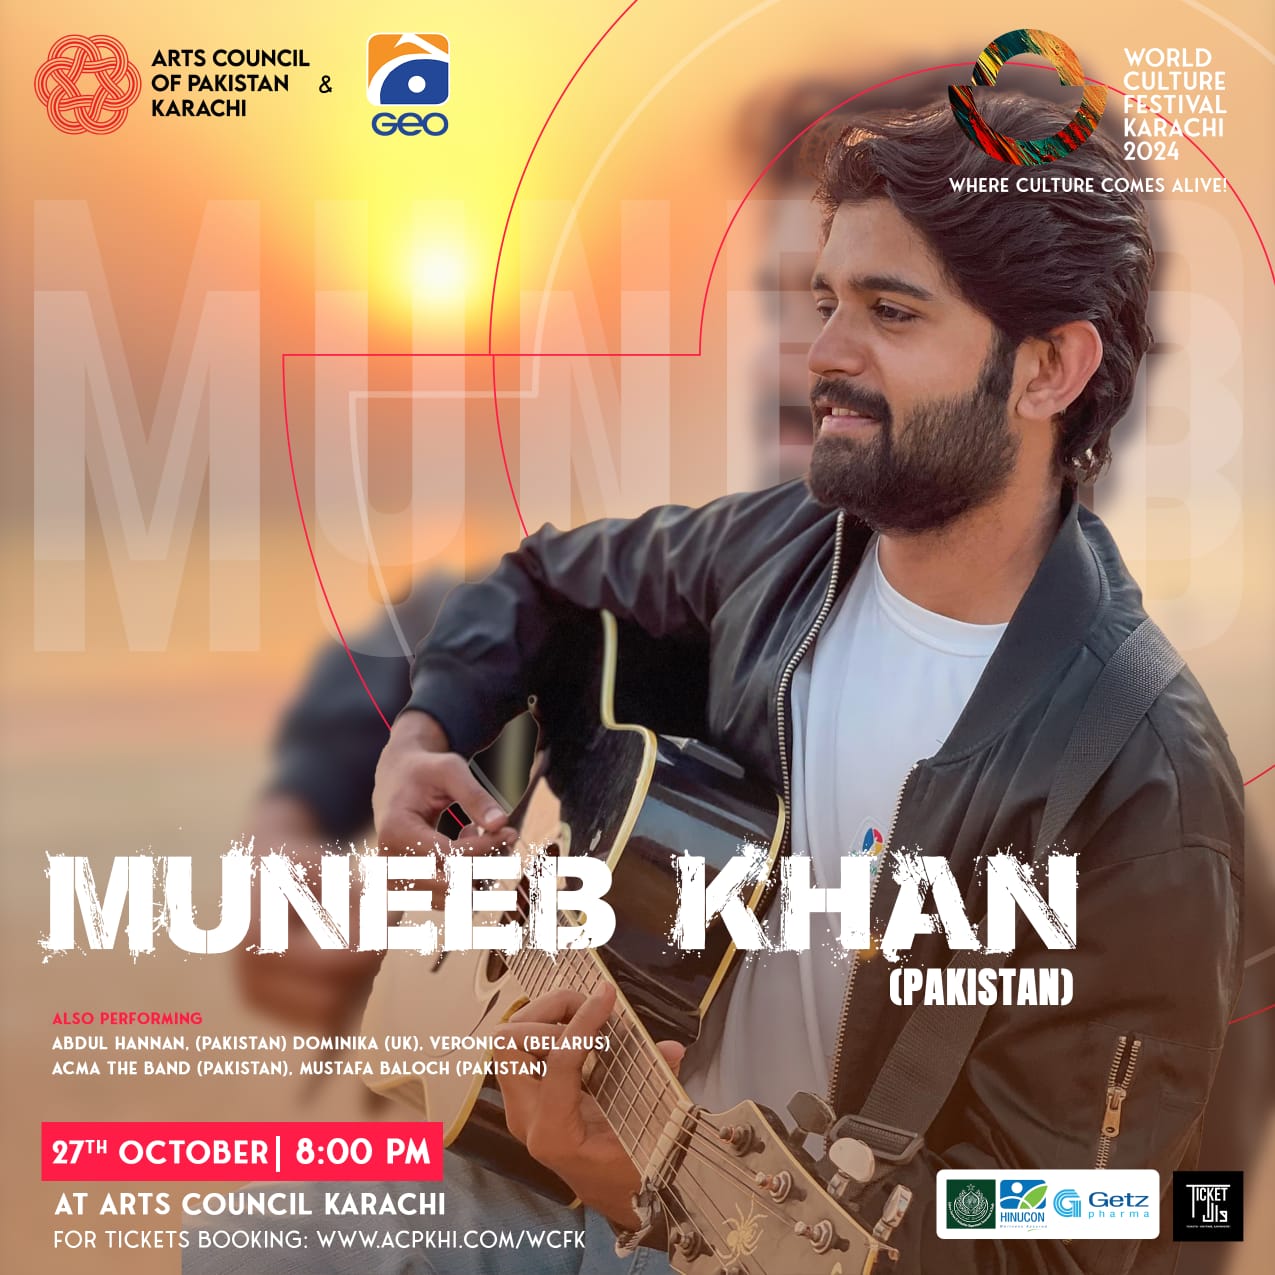 ARTS COUNCIL
OF PAKISTAN
KARACHI
&
GEO
WORLD
CULTURE
FESTIVAL
KARACHI
2024
WHERE CULTURE COMES ALIVE!
MUNEEB
MUNEEB KHAN
(PAKISTAN)
ALSO PERFORMING
ABDUL HANNAN, (PAKISTAN) DOMINIKA (UK), VERONICA (BELARUS)
ACMA THE BAND (PAKISTAN), MUSTAFA BALOCH (PAKISTAN)
27TH OCTOBER| 8:00 PM
AT ARTS COUNCIL KARACHI
FOR TICKETS BOOKING: WWW.ACPKHI.COM/WCFK
HINUCON
Getz
pharma
TICKET
والا